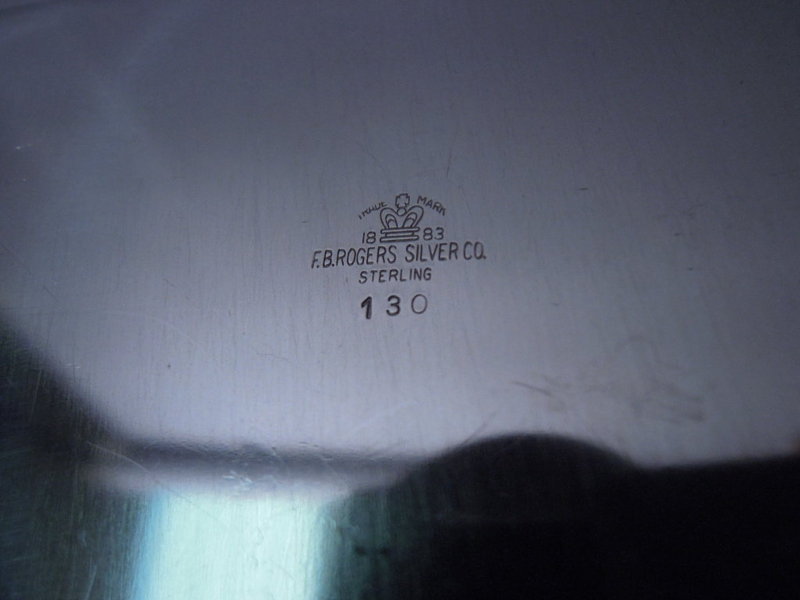 TRADE MARK
18 83
F.B.ROGERS SILVER CO.
STERLING
130